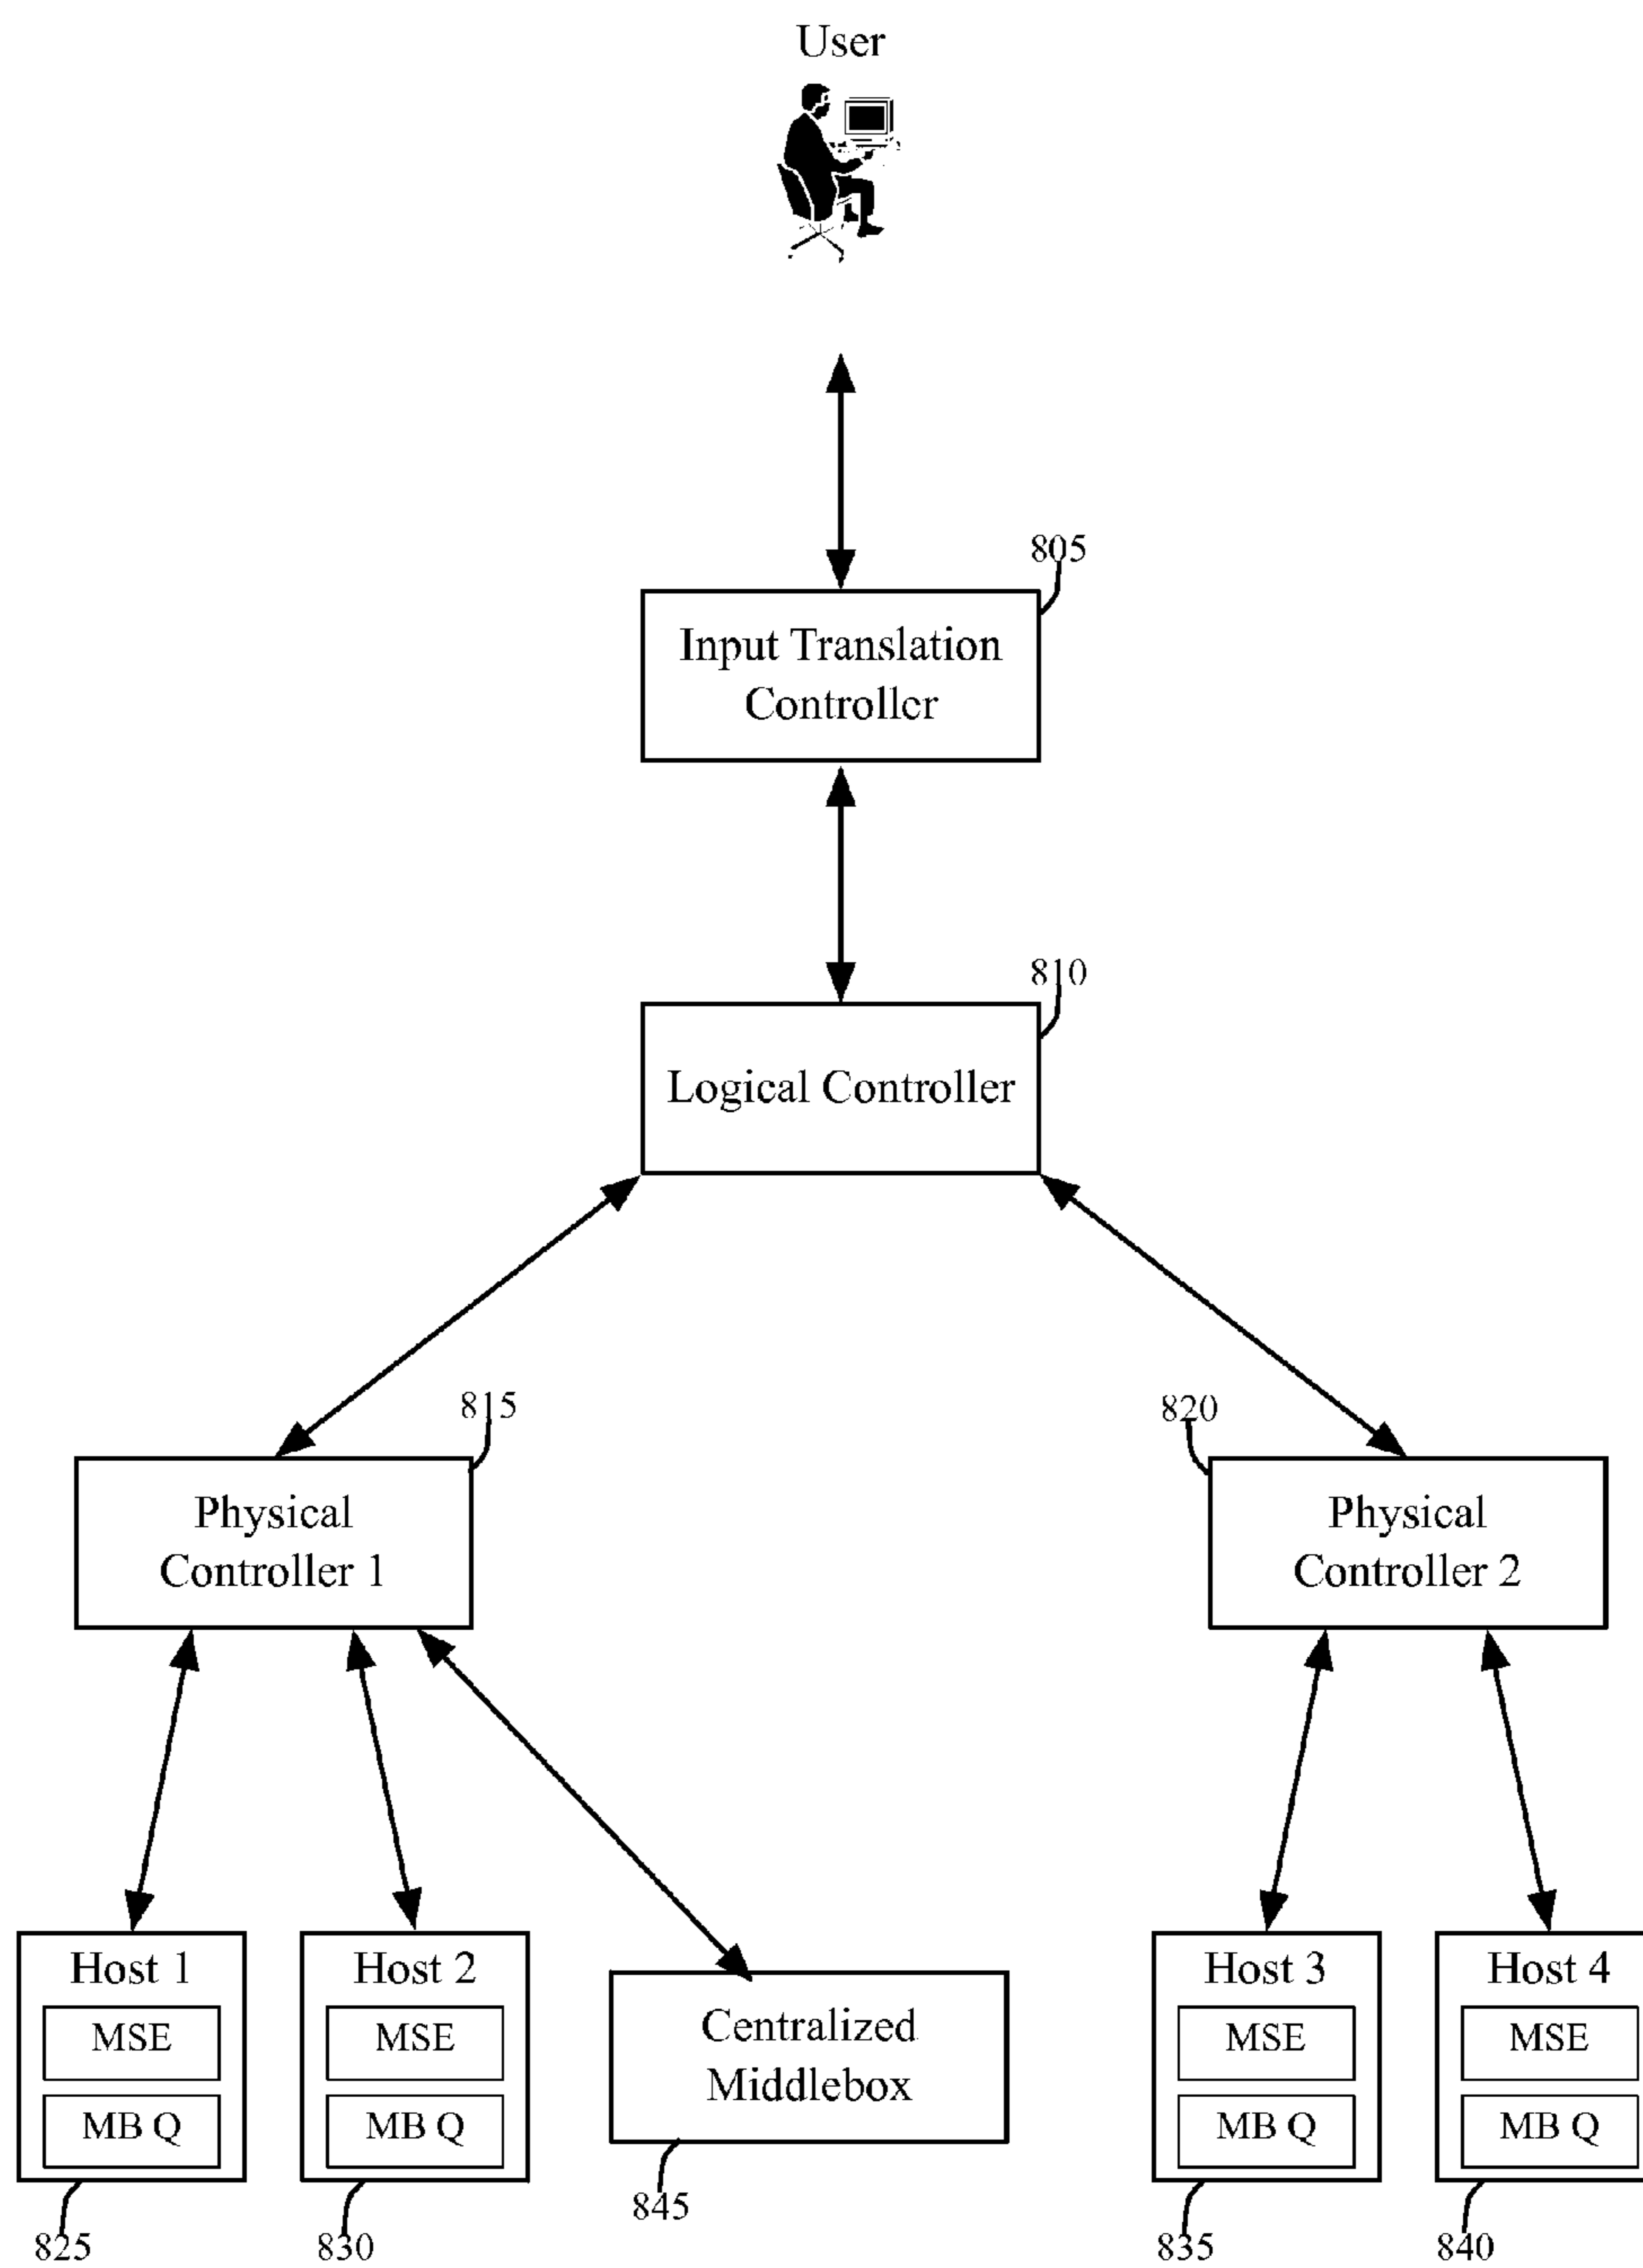 User
805
Input Translation
Controller
810
Logical Controller
815
820
Physical
Controller 1
Physical
Controller 2
Host 1
MSE
MB Q
Host 2
MSE
MB Q
Centralized
Middlebox
Host 3
MSE
MB Q
Host 4
MSE
MB Q
825
830
845
835
840